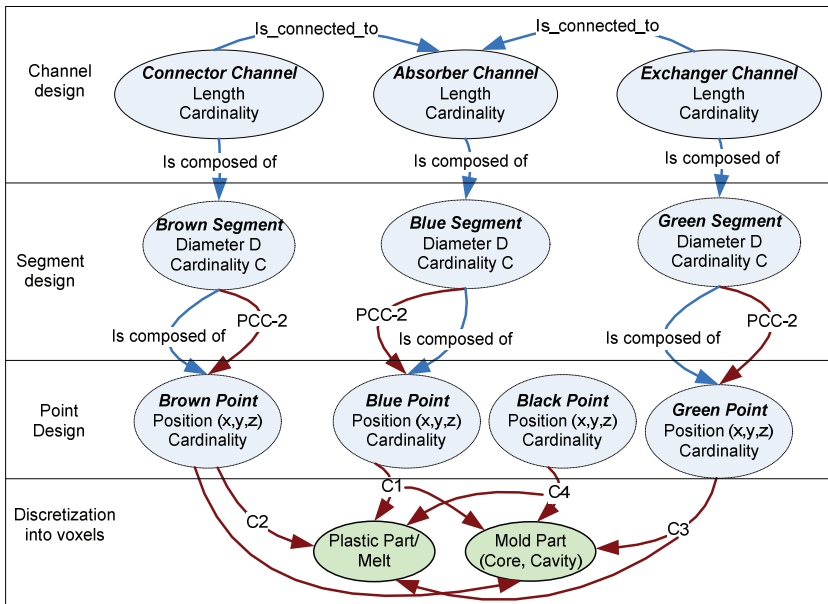 Is_connected_to
Is_connected_to
Channel
design
Connector Channel
Length
Cardinality
Absorber Channel
Length
Cardinality
Exchanger Channel
Length
Cardinality
Is composed of
Is composed of
Is composed of
Segment
design
Brown Segment
Diameter D
Cardinality C
Blue Segment
Diameter D
Cardinality C
Green Segment
Diameter D
Cardinality C
Is composed of
PCC-2
PCC-2
Is composed of
Is composed of
PCC-2
Point
Design
Brown Point
Position (x,y,z)
Cardinality
Blue Point
Position (x,y,z)
Cardinality
Black Point
Position (x,y,z)
Cardinality
Green Point
Position (x,y,z)
Cardinality
Discretization
into voxels
C2
C1
C4
C3
Plastic Part/
Melt
Mold Part
(Core, Cavity)